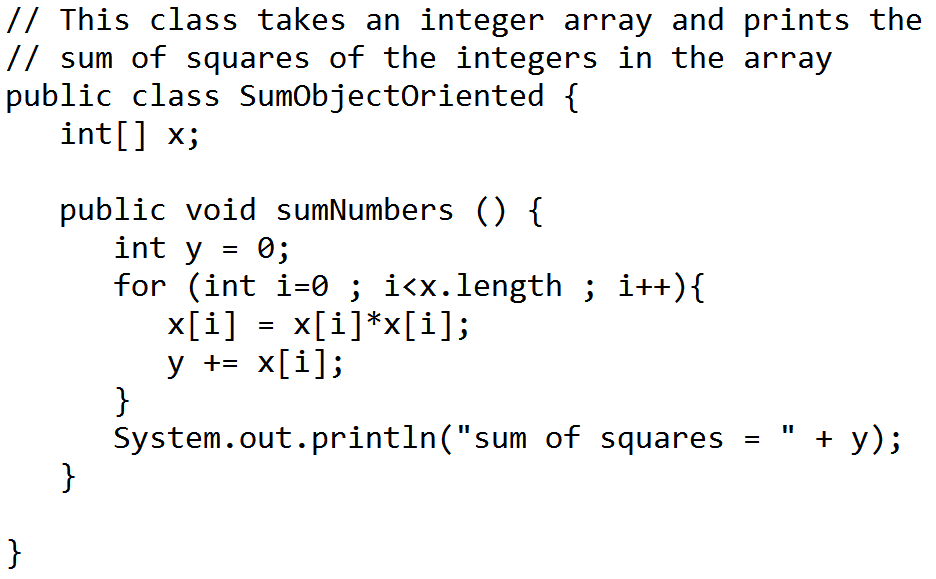 // This class takes an integer array and prints the
// sum of squares of the integers in the array
public class SumObjectOriented {
   int[] x;

   public void sumNumbers () {
      int y = 0;
      for (int i=0 ; i<x.length ; i++){
         x[i] = x[i]*x[i];
         y += x[i];
      }
      System.out.println("sum of squares = " + y);
   }

}